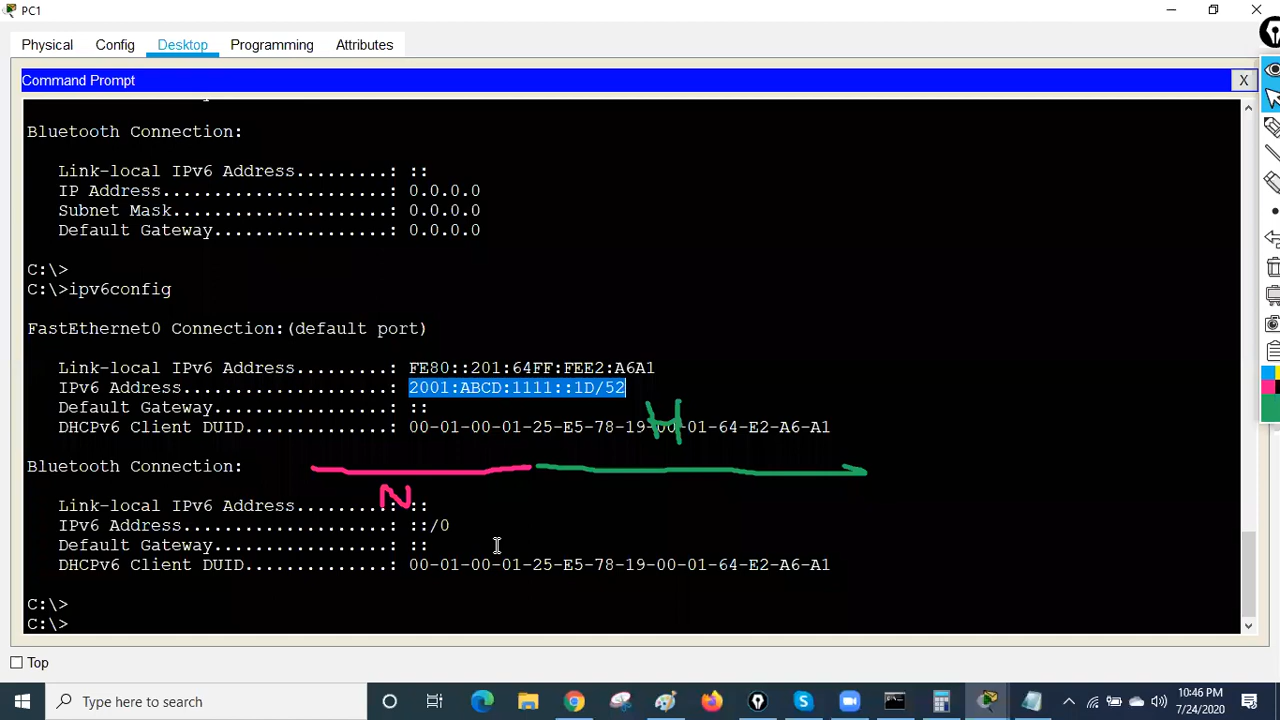 PC1
Physical Config Desktop Programming Attributes
Command Prompt X
Bluetooth Connection:
Link-local IPv6 Address.........: ::
IP Address......................: 0.0.0.0
Subnet Mask.....................: 0.0.0.0
Default Gateway.................: 0.0.0.0
C:\>
C:\>ipv6config
FastEthernet0 Connection:(default port)
Link-local IPv6 Address.........: FE80::201:64FF:FEE2:A6A1
IPv6 Address....................: 2001:ABCD:1111::1D/52
Default Gateway.................: ::
H
DHCPv6 Client DUID..............: 00-01-00-01-25-E5-78-19-00-01-64-E2-A6-A1
Bluetooth Connection:
N
Link-local IPv6 Address.........: ::
IPv6 Address....................: ::/0
Default Gateway.................: ::
DHCPv6 Client DUID..............: 00-01-00-01-25-E5-78-19-00-01-64-E2-A6-A1
C:\>
C:\>
Top
Type here to search
10:46 PM
7/24/2020